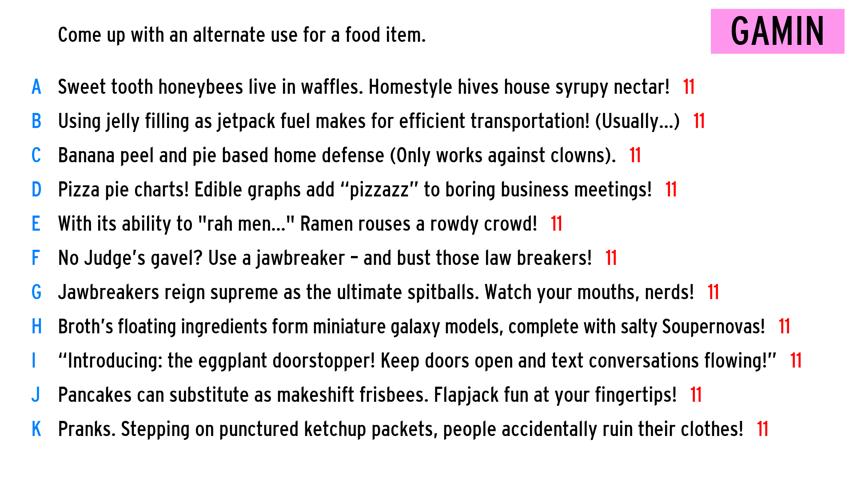 Come up with an alternate use for a food item.
GAMIN
A Sweet tooth honeybees live in waffles. Homestyle hives house syrupy nectar! 11
B Using jelly filling as jetpack fuel makes for efficient transportation! (Usually...) 11
C Banana peel and pie based home defense (Only works against clowns). 11
D Pizza pie charts! Edible graphs add “pizzazz” to boring business meetings! 11
E With its ability to "rah men..." Ramen rouses a rowdy crowd! 11
F No Judge’s gavel? Use a jawbreaker – and bust those law breakers! 11
G Jawbreakers reign supreme as the ultimate spitballs. Watch your mouths, nerds! 11
H Broth’s floating ingredients form miniature galaxy models, complete with salty Soupernovas! 11
I “Introducing: the eggplant doorstopper! Keep doors open and text conversations flowing!” 11
J Pancakes can substitute as makeshift frisbees. Flapjack fun at your fingertips! 11
K Pranks. Stepping on punctured ketchup packets, people accidentally ruin their clothes! 11